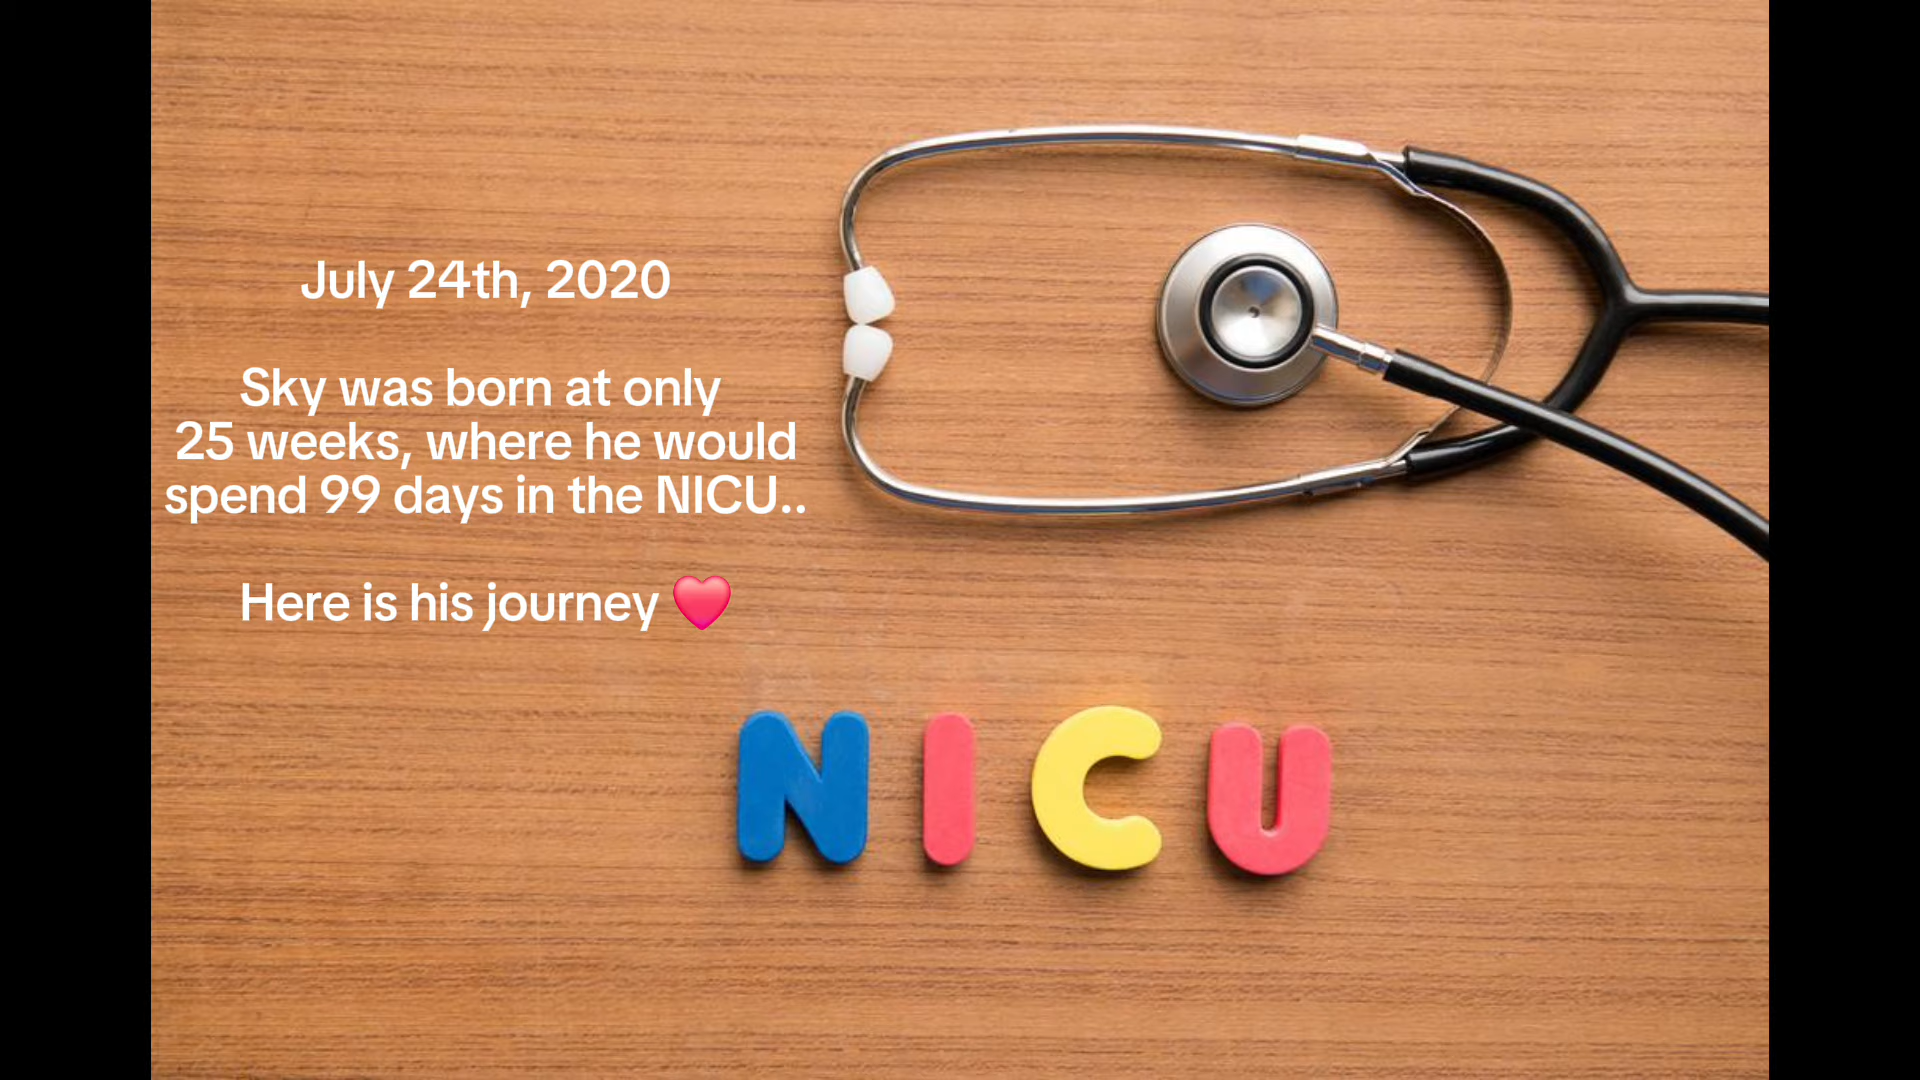 July 24th, 2020
Sky was born at only
25 weeks, where he would
spend 99 days in the NICU..
Here is his journey ❤️
NICU